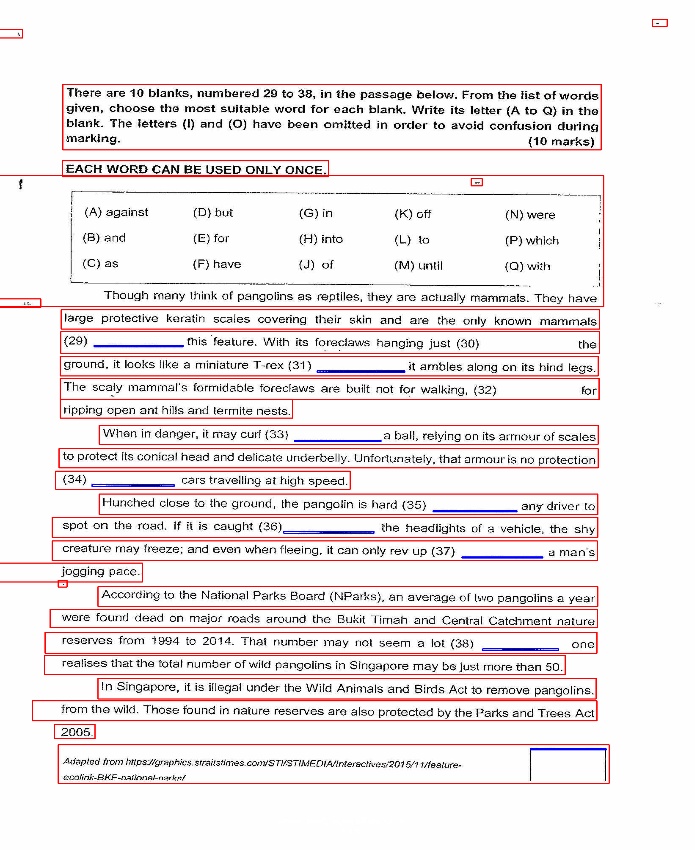 There are 10 blanks, numbered 29 to 38, in the passage below. From the list of words
given, choose the most suitable word for each blank. Write its letter (A to Q) in the
blank. The letters (I) and (O) have been omitted in order to avoid confusion during
marking. (10 marks)
EACH WORD CAN BE USED ONLY ONCE.
(A) against (D) but (G) in (K) off (N) were
(B) and (E) for (H) into (L) to (P) which
(C) as (F) have (J) of (M) until (Q) with
Though many think of pangolins as reptiles, they are actually mammals. They have
large protective keratin scales covering their skin and are the only known mammals
(29) this feature. With its foreclaws hanging just (30) the
ground, it looks like a miniature T-rex (31) it ambles along on its hind legs.
The scaly mammal's formidable foreclaws are built not for walking, (32) for
ripping open ant hills and termite nests.
When in danger, it may curl (33) a ball, relying on its armour of scales
to protect its conical head and delicate underbelly. Unfortunately, that armour is no protection
(34) cars travelling at high speed.
Hunched close to the ground, the pangolin is hard (35) any driver to
spot on the road. If it is caught (36) the headlights of a vehicle, the shy
creature may freeze; and even when fleeing, it can only rev up (37) a man's
jogging pace.
According to the National Parks Board (NParks), an average of two pangolins a year
were found dead on major roads around the Bukit Timah and Central Catchment nature
reserves from 1994 to 2014. That number may not seem a lot (38) one
realises that the total number of wild pangolins in Singapore may be just more than 50.
In Singapore, it is illegal under the Wild Animals and Birds Act to remove pangolins
from the wild. Those found in nature reserves are also protected by the Parks and Trees Act
2005.
Adapted from https://graphics.straitstimes.com/STI/STIMEDIA/Interactives/2015/11/feature-
ecolink-BKE-national-parks/